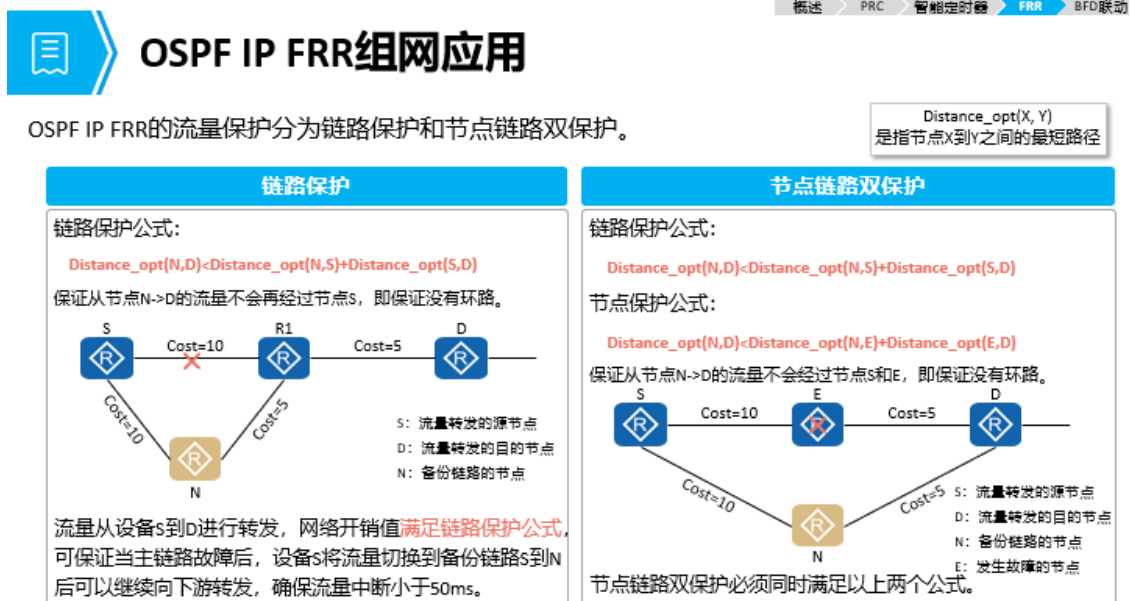 概述 PRC 智能定时器 FRR BFD联动
OSPF IP FRR组网应用
OSPF IP FRR的流量保护分为链路保护和节点链路双保护。
Distance_opt(X, Y)
是指节点X到Y之间的最短路径
链路保护
链路保护公式:
Distance_opt(N,D)<Distance_opt(N,S)+Distance_opt(S,D)
保证从节点N->D的流量不会再经过节点S，即保证没有环路。
S R1 D
Cost=10 Cost=5
Cost=10 Cost=5
N
S: 流量转发的源节点
D: 流量转发的目的节点
N: 备份链路的节点
流量从设备S到D进行转发，网络开销值满足链路保护公式,
可保证当主链路故障后，设备S将流量切换到备份链路S到N
后可以继续向下游转发，确保流量中断小于50ms。
节点链路双保护
链路保护公式:
Distance_opt(N,D)<Distance_opt(N,S)+Distance_opt(S,D)
节点保护公式:
Distance_opt(N,D)<Distance_opt(N,E)+Distance_opt(E,D)
保证从节点N->D的流量不会经过节点S和E，即保证没有环路。
S E D
Cost=10 Cost=5
Cost=10 Cost=5
N
S: 流量转发的源节点
D: 流量转发的目的节点
N: 备份链路的节点
E: 发生故障的节点
节点链路双保护必须同时满足以上两个公式。